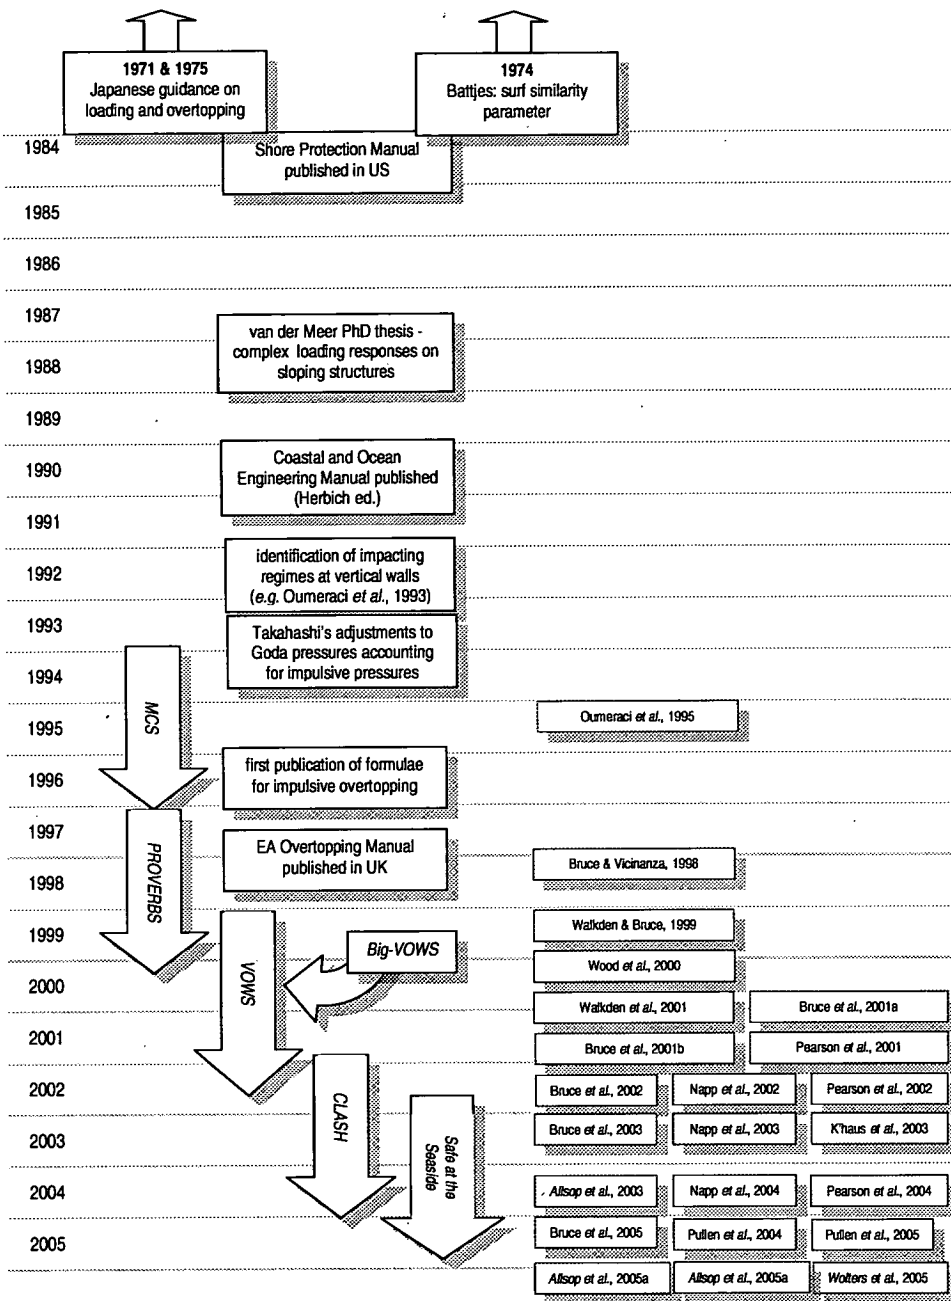 1971 & 1975
Japanese guidance on
loading and overtopping
1974
Battjes: surf similarity
parameter
1984
Shore Protection Manual
published in US
1985
1986
1987
van der Meer PhD thesis -
complex loading responses on
sloping structures
1988
1989
Coastal and Ocean
Engineering Manual published
(Herbich ed.)
1990
1991
identification of impacting
regimes at vertical walls
(e.g. Oumeraci et al., 1993)
1992
1993
Takahashi's adjustments to
Goda pressures accounting
for impulsive pressures
1994
MCS
1995
Oumeraci et al., 1995
first publication of formulae
for impulsive overtopping
1996
1997
EA Overtopping Manual
published in UK
PROVERBS
1998
Bruce & Vicinanza, 1998
1999
Walkden & Bruce, 1999
Big-VOWS
VOWS
Wood et al., 2000
2000
Walkden et al., 2001
Bruce et al., 2001a
2001
Bruce et al., 2001b
Pearson et al., 2001
2002
Bruce et al., 2002
Napp et al., 2002
Pearson et al., 2002
CLASH
2003
Bruce et al., 2003
Napp et al., 2003
K'haus et al., 2003
Safe at the
Seaside
2004
Allsop et al., 2003
Napp et al., 2004
Pearson et al., 2004
2005
Bruce et al., 2005
Pullen et al., 2004
Pullen et al., 2005
Allsop et al., 2005a
Allsop et al., 2005a
Wolters et al., 2005